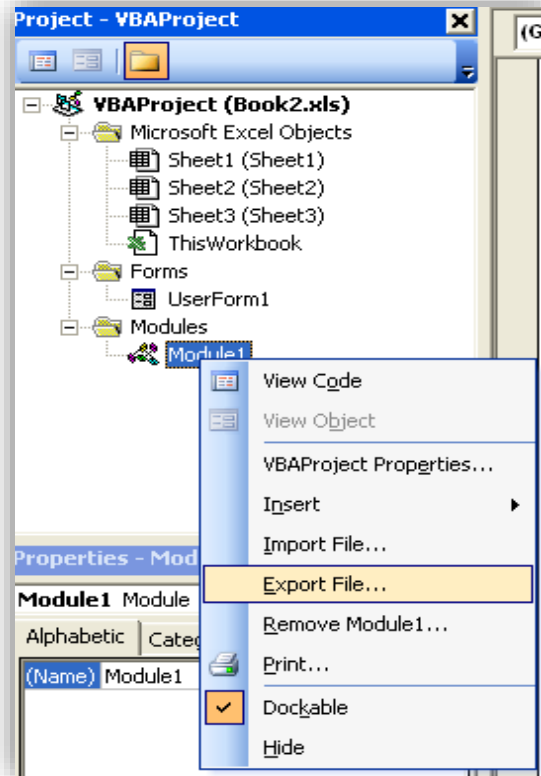 Project - VBAProject
(G
VBAProject (Book2.xls)
Microsoft Excel Objects
Sheet1 (Sheet1)
Sheet2 (Sheet2)
Sheet3 (Sheet3)
ThisWorkbook
Forms
UserForm1
Modules
Module1
View Code
View Object
VBAProject Properties...
Insert
Import File...
Export File...
Remove Module1...
Print...
Dockable
Hide
Properties - Mod
Module1 Module
Alphabetic Categ
(Name) Module1